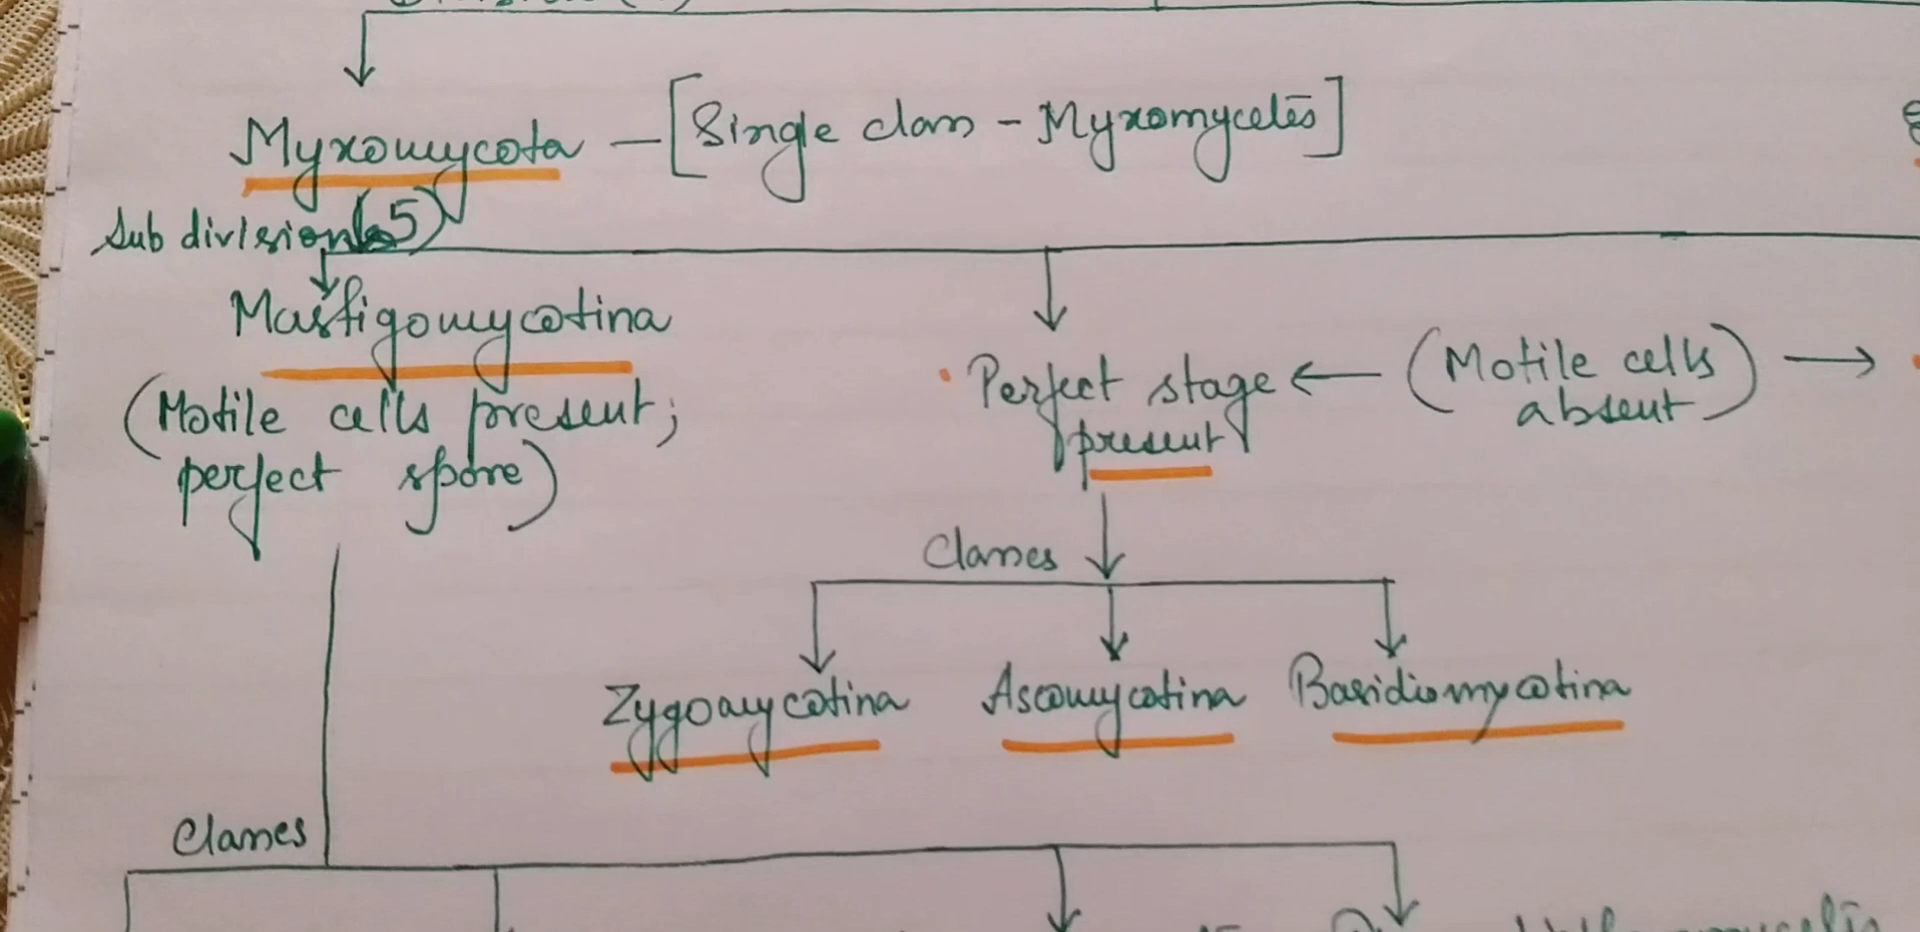 Myxomycota – [Single class – Myxomycetes]
Sub divisions (5)
Mastigomycotina
(Motile cells present;
perfect spore)
Perfect stage ← (Motile cells →
present absent)
Classes
Zygomycotina Ascomycotina Basidiomycotina
Classes